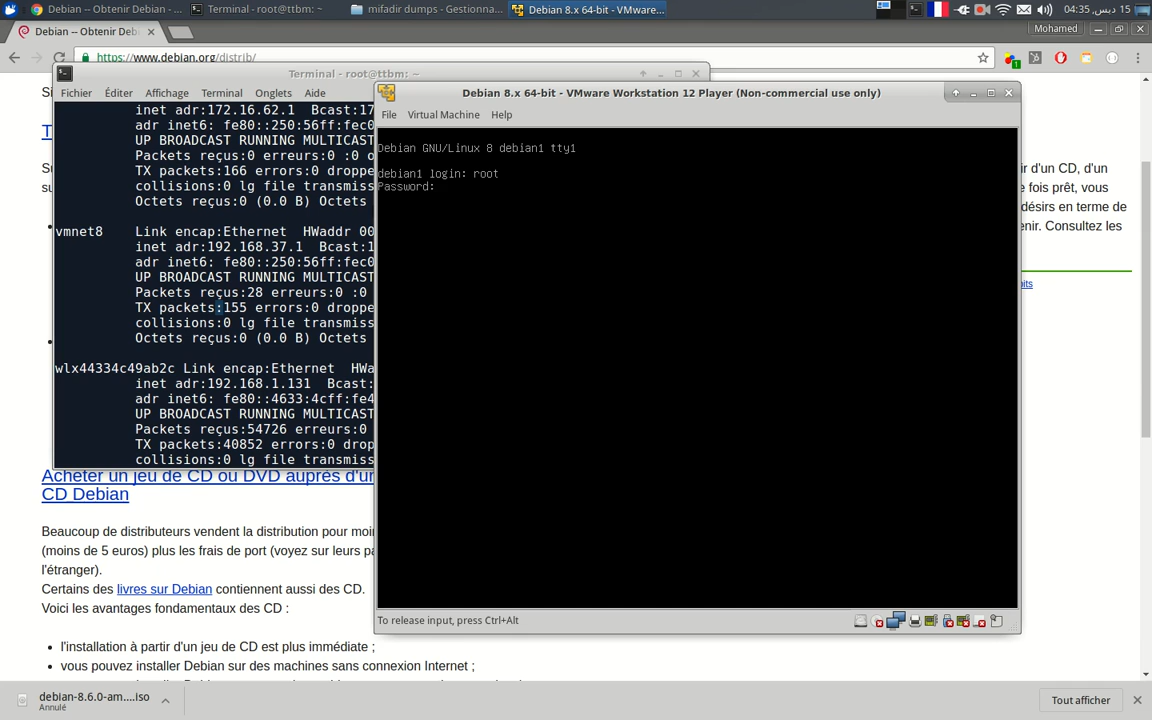 Debian -- Obtenir Debian - ...
Terminal - root@ttbm: ~
mifadir dumps - Gestionna...
Debian 8.x 64-bit - VMware...
15 ديس, 04:35
Debian -- Obtenir Deb
Mohamed
https://www.debian.org/distrib/
Terminal - root@ttbm: ~
Fichier Éditer Affichage Terminal Onglets Aide
inet adr:172.16.62.1 Bcast:17
adr inet6: fe80::250:56ff:fec0
UP BROADCAST RUNNING MULTICAST
Packets reçus:0 erreurs:0 :0 o
TX packets:166 errors:0 droppe
collisions:0 lg file transmiss
Octets reçus:0 (0.0 B) Octets
vmnet8 Link encap:Ethernet HWaddr 00
inet adr:192.168.37.1 Bcast:1
adr inet6: fe80::250:56ff:fec0
UP BROADCAST RUNNING MULTICAST
Packets reçus:28 erreurs:0 :0
TX packets:155 errors:0 droppe
collisions:0 lg file transmiss
Octets reçus:0 (0.0 B) Octets
wlx44334c49ab2c Link encap:Ethernet HWa
inet adr:192.168.1.131 Bcast:
adr inet6: fe80::4633:4cff:fe4
UP BROADCAST RUNNING MULTICAST
Packets reçus:54726 erreurs:0
TX packets:40852 errors:0 drop
collisions:0 lg file transmiss
Debian 8.x 64-bit - VMware Workstation 12 Player (Non-commercial use only)
File Virtual Machine Help
Debian GNU/Linux 8 debian1 tty1
debian1 login: root
Password:
To release input, press Ctrl+Alt
Si
T
Su
su
ir d'un CD, d'un
e fois prêt, vous
désirs en terme de
enir. Consultez les
bits
Acheter un jeu de CD ou DVD auprès d'un
CD Debian
Beaucoup de distributeurs vendent la distribution pour moi
(moins de 5 euros) plus les frais de port (voyez sur leurs pa
l'étranger).
Certains des livres sur Debian contiennent aussi des CD.
Voici les avantages fondamentaux des CD :
l'installation à partir d'un jeu de CD est plus immédiate ;
vous pouvez installer Debian sur des machines sans connexion Internet ;
debian-8.6.0-am....iso
Annulé
Tout afficher